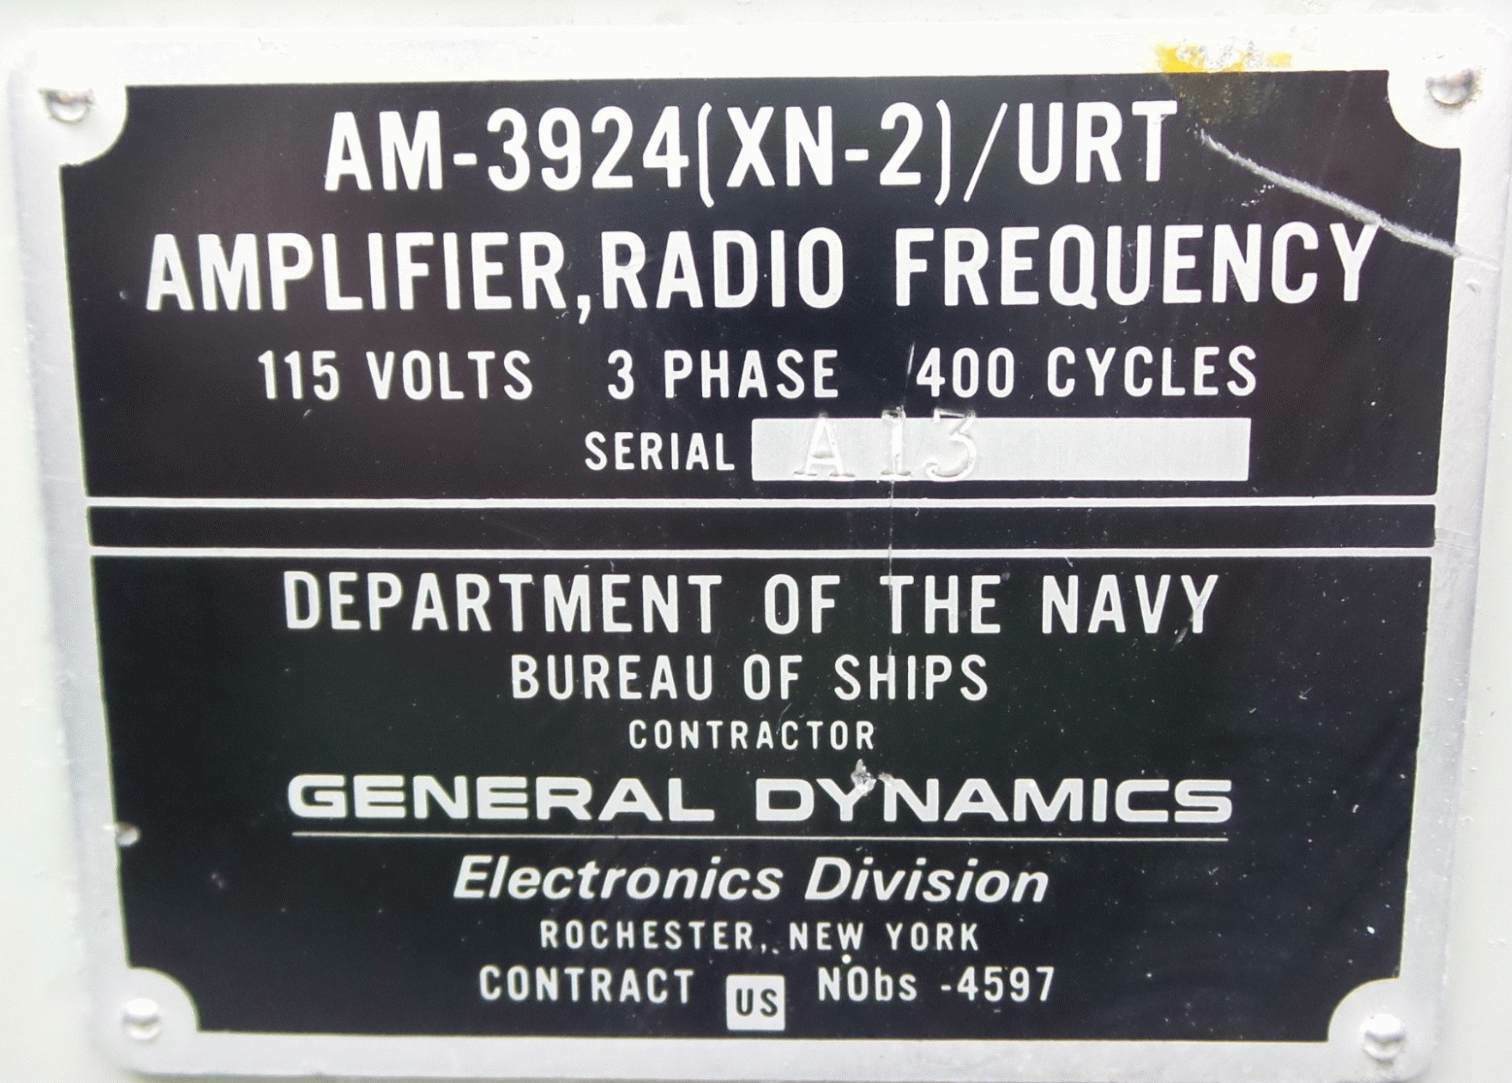 AM-3924(XN-2)/URT
AMPLIFIER,RADIO FREQUENCY
115 VOLTS 3 PHASE 400 CYCLES
SERIAL A13
DEPARTMENT OF THE NAVY
BUREAU OF SHIPS
CONTRACTOR
GENERAL DYNAMICS
Electronics Division
ROCHESTER, NEW YORK
CONTRACT US NObs -4597